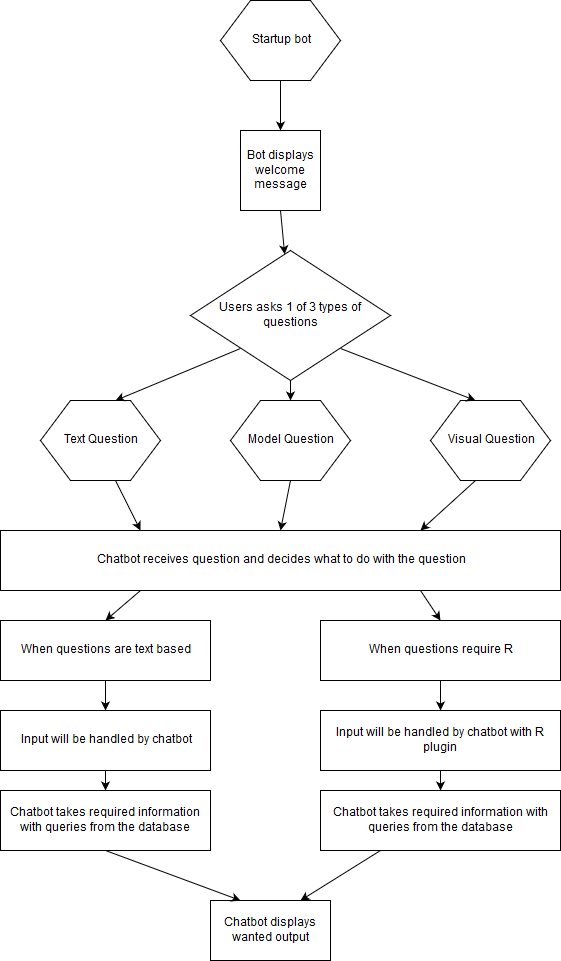 Startup bot
Bot displays
welcome
message
Users asks 1 of 3 types of
questions
Text Question
Model Question
Visual Question
Chatbot receives question and decides what to do with the question
When questions are text based
When questions require R
Input will be handled by chatbot
Input will be handled by chatbot with R
plugin
Chatbot takes required information
with queries from the database
Chatbot takes required information with
queries from the database
Chatbot displays
wanted output